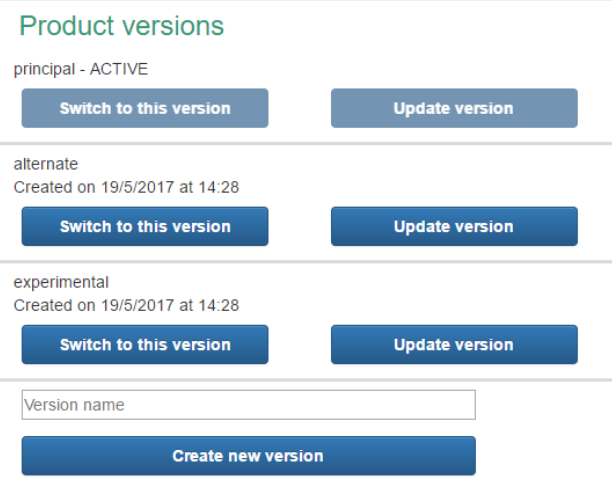 Product versions
principal - ACTIVE
Switch to this version Update version
alternate
Created on 19/5/2017 at 14:28
Switch to this version Update version
experimental
Created on 19/5/2017 at 14:28
Switch to this version Update version
Version name
Create new version